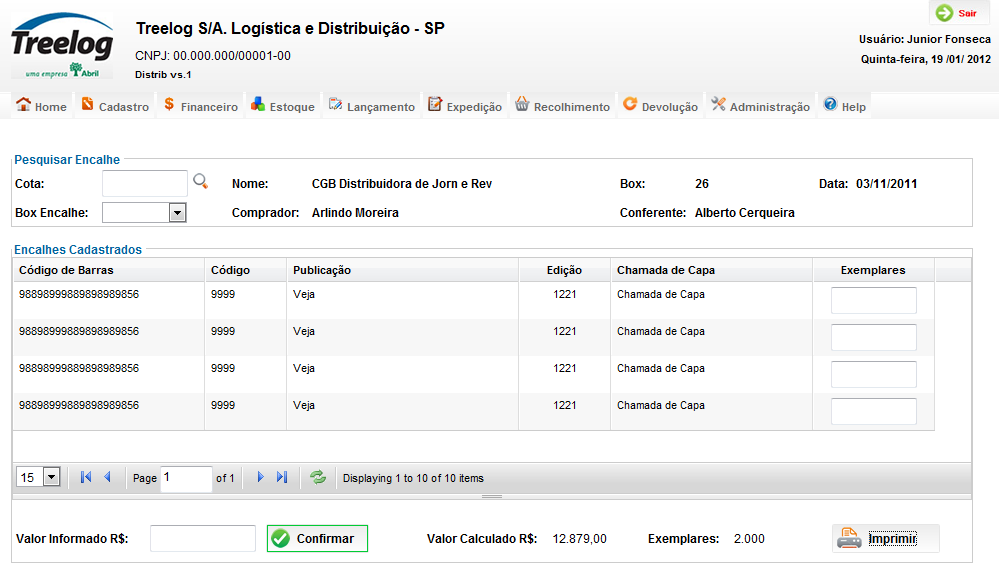 Treelog
uma empresa Abril
Treelog S/A. Logística e Distribuição - SP
CNPJ: 00.000.000/00001-00
Distrib vs.1
Sair
Usuário: Junior Fonseca
Quinta-feira, 19 /01/ 2012
Home Cadastro Financeiro Estoque Lançamento Expedição Recolhimento Devolução Administração Help
Pesquisar Encalhe
Cota: Nome: CGB Distribuidora de Jorn e Rev Box: 26 Data: 03/11/2011
Box Encalhe: Comprador: Arlindo Moreira Conferente: Alberto Cerqueira
Encalhes Cadastrados
Código de Barras Código Publicação Edição Chamada de Capa Exemplares
98898999889898989856 9999 Veja 1221 Chamada de Capa
98898999889898989856 9999 Veja 1221 Chamada de Capa
98898999889898989856 9999 Veja 1221 Chamada de Capa
98898999889898989856 9999 Veja 1221 Chamada de Capa
15 Page 1 of 1 Displaying 1 to 10 of 10 items
Valor Informado R$: Confirmar Valor Calculado R$: 12.879,00 Exemplares: 2.000 Imprimir